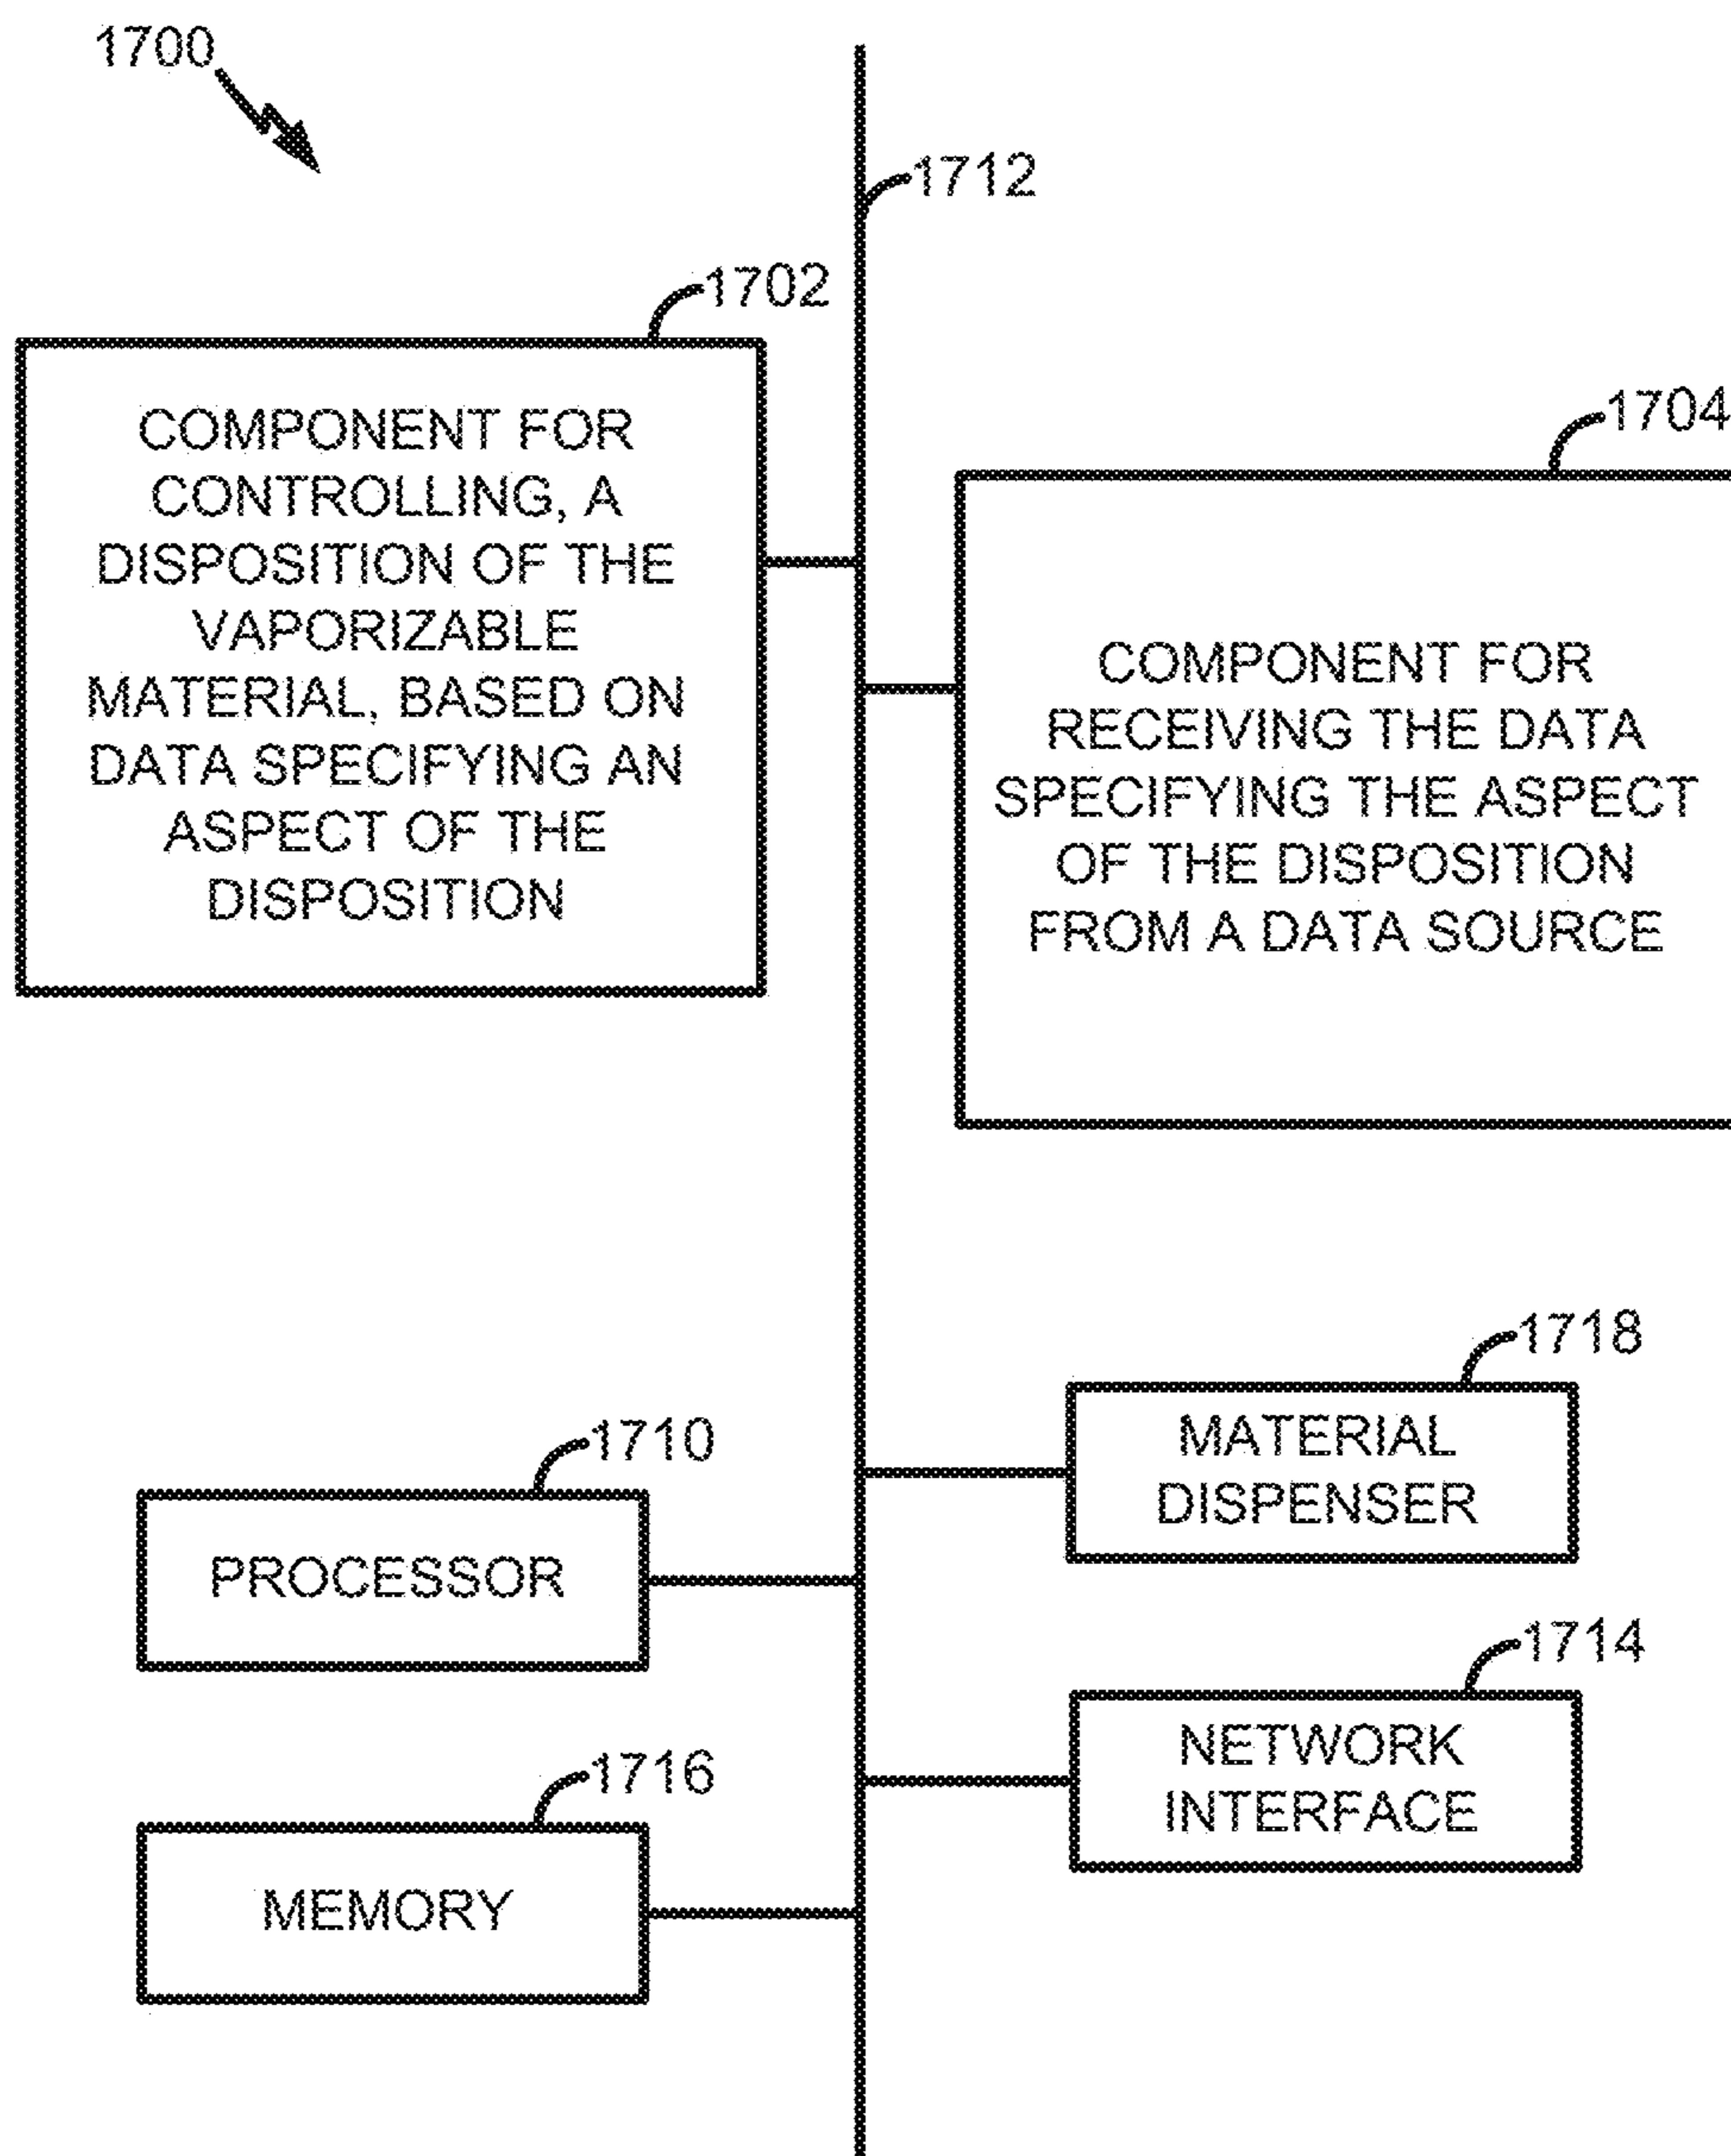 1700
1712
1702
COMPONENT FOR
CONTROLLING, A
DISPOSITION OF THE
VAPORIZABLE
MATERIAL, BASED ON
DATA SPECIFYING AN
ASPECT OF THE
DISPOSITION
1704
COMPONENT FOR
RECEIVING THE DATA
SPECIFYING THE ASPECT
OF THE DISPOSITION
FROM A DATA SOURCE
1718
MATERIAL
DISPENSER
1710
PROCESSOR
1714
NETWORK
INTERFACE
1716
MEMORY